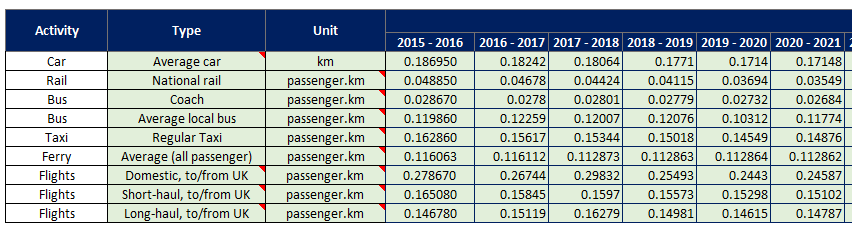 Activity Type Unit
2015 - 2016 2016 - 2017 2017 - 2018 2018 - 2019 2019 - 2020 2020 - 2021
Car Average car km 0.186950 0.18242 0.18064 0.1771 0.1714 0.17148
Rail National rail passenger.km 0.048850 0.04678 0.04424 0.04115 0.03694 0.03549
Bus Coach passenger.km 0.028670 0.0278 0.02801 0.02779 0.02732 0.02684
Bus Average local bus passenger.km 0.119860 0.12259 0.12007 0.12076 0.10312 0.11774
Taxi Regular Taxi passenger.km 0.162860 0.15617 0.15344 0.15018 0.14549 0.14876
Ferry Average (all passenger) passenger.km 0.116063 0.116112 0.112873 0.112863 0.112864 0.112862
Flights Domestic, to/from UK passenger.km 0.278670 0.26744 0.29832 0.25493 0.2443 0.24587
Flights Short-haul, to/from UK passenger.km 0.165080 0.15845 0.1597 0.15573 0.15298 0.15102
Flights Long-haul, to/from UK passenger.km 0.146780 0.15119 0.16279 0.14981 0.14615 0.14787